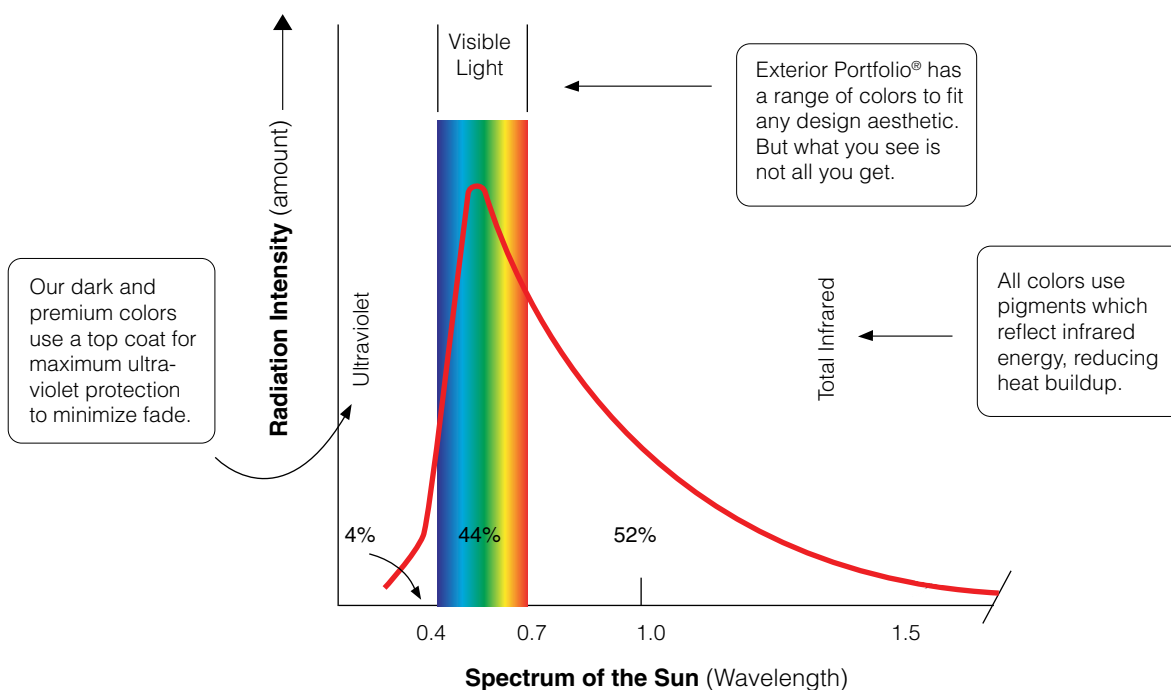 Visible
Light
Exterior Portfolio® has
a range of colors to fit
any design aesthetic.
But what you see is
not all you get.
Radiation Intensity (amount)
Our dark and
premium colors
use a top coat for
maximum ultra-
violet protection
to minimize fade.
Ultraviolet
Total Infrared
All colors use
pigments which
reflect infrared
energy, reducing
heat buildup.
4%
44%
52%
0.4
0.7
1.0
1.5
Spectrum of the Sun (Wavelength)